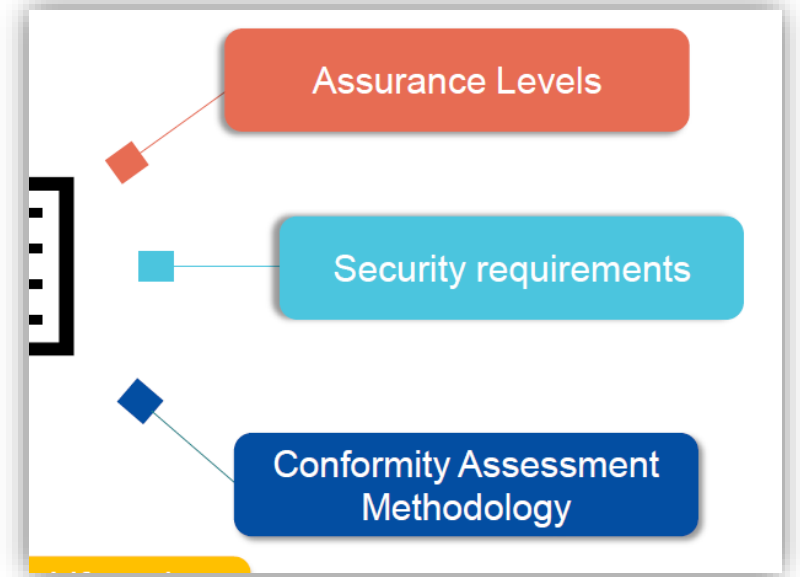 Assurance Levels
Security requirements
Conformity Assessment
Methodology